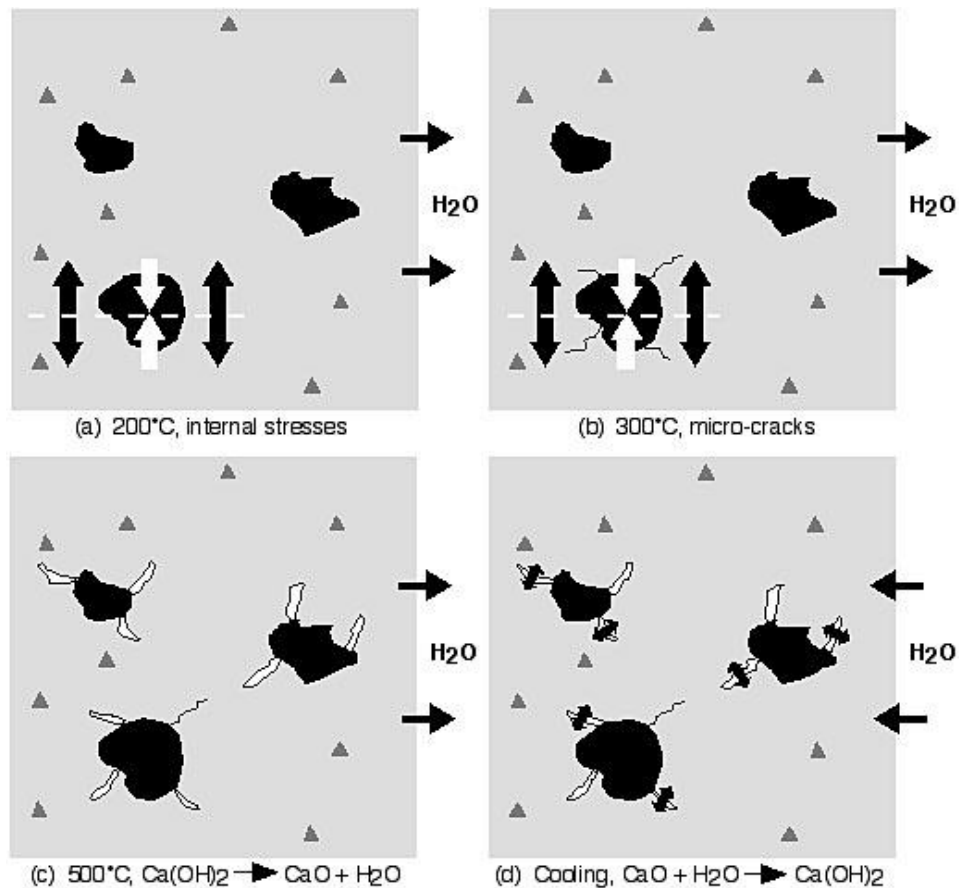 H2O
H2O
(a) 200°C, internal stresses
(b) 300°C, micro-cracks
H2O
H2O
(c) 500°C, Ca(OH)2 → CaO + H2O
(d) Cooling, CaO + H2O → Ca(OH)2